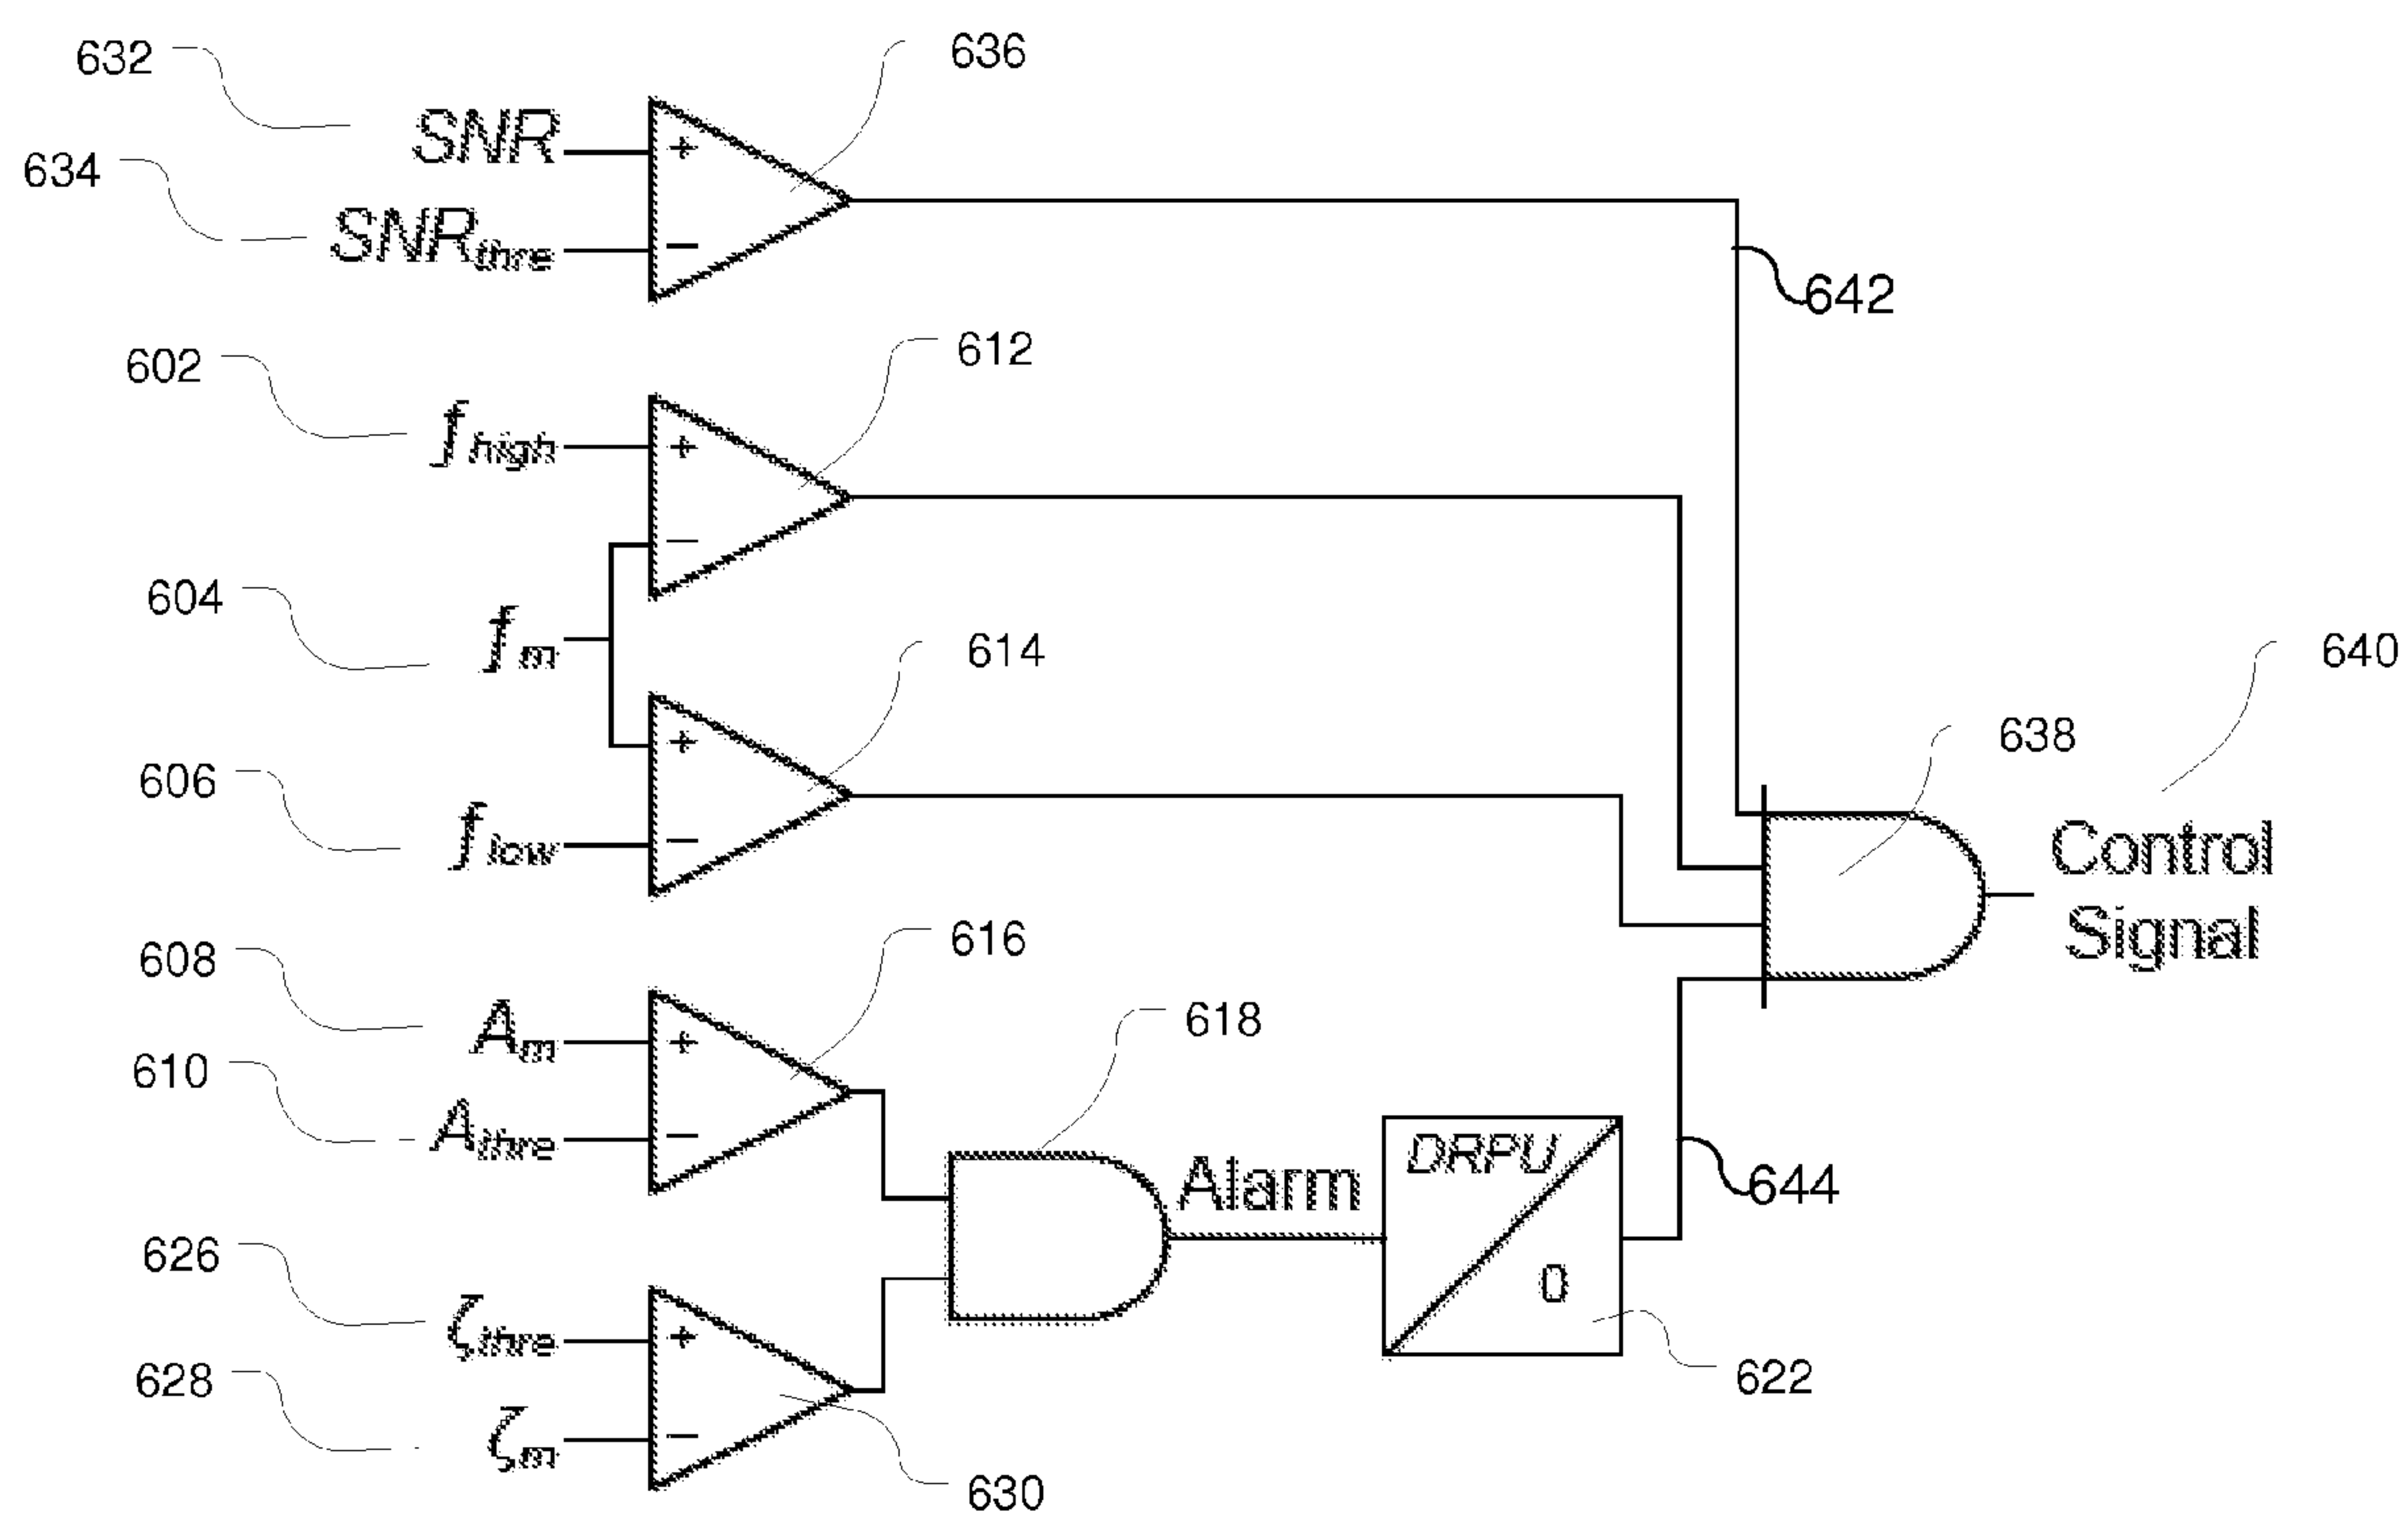 632
636
SNR
+
634
SNRthre
−
642
602
612
fhigh
+
−
604
fm
614
640
+
638
606
flow
−
Control
Signal
608
616
Am
+
618
610
Athre
−
Alarm
DRPU
644
626
ζthre
+
0
628
ζm
−
622
630